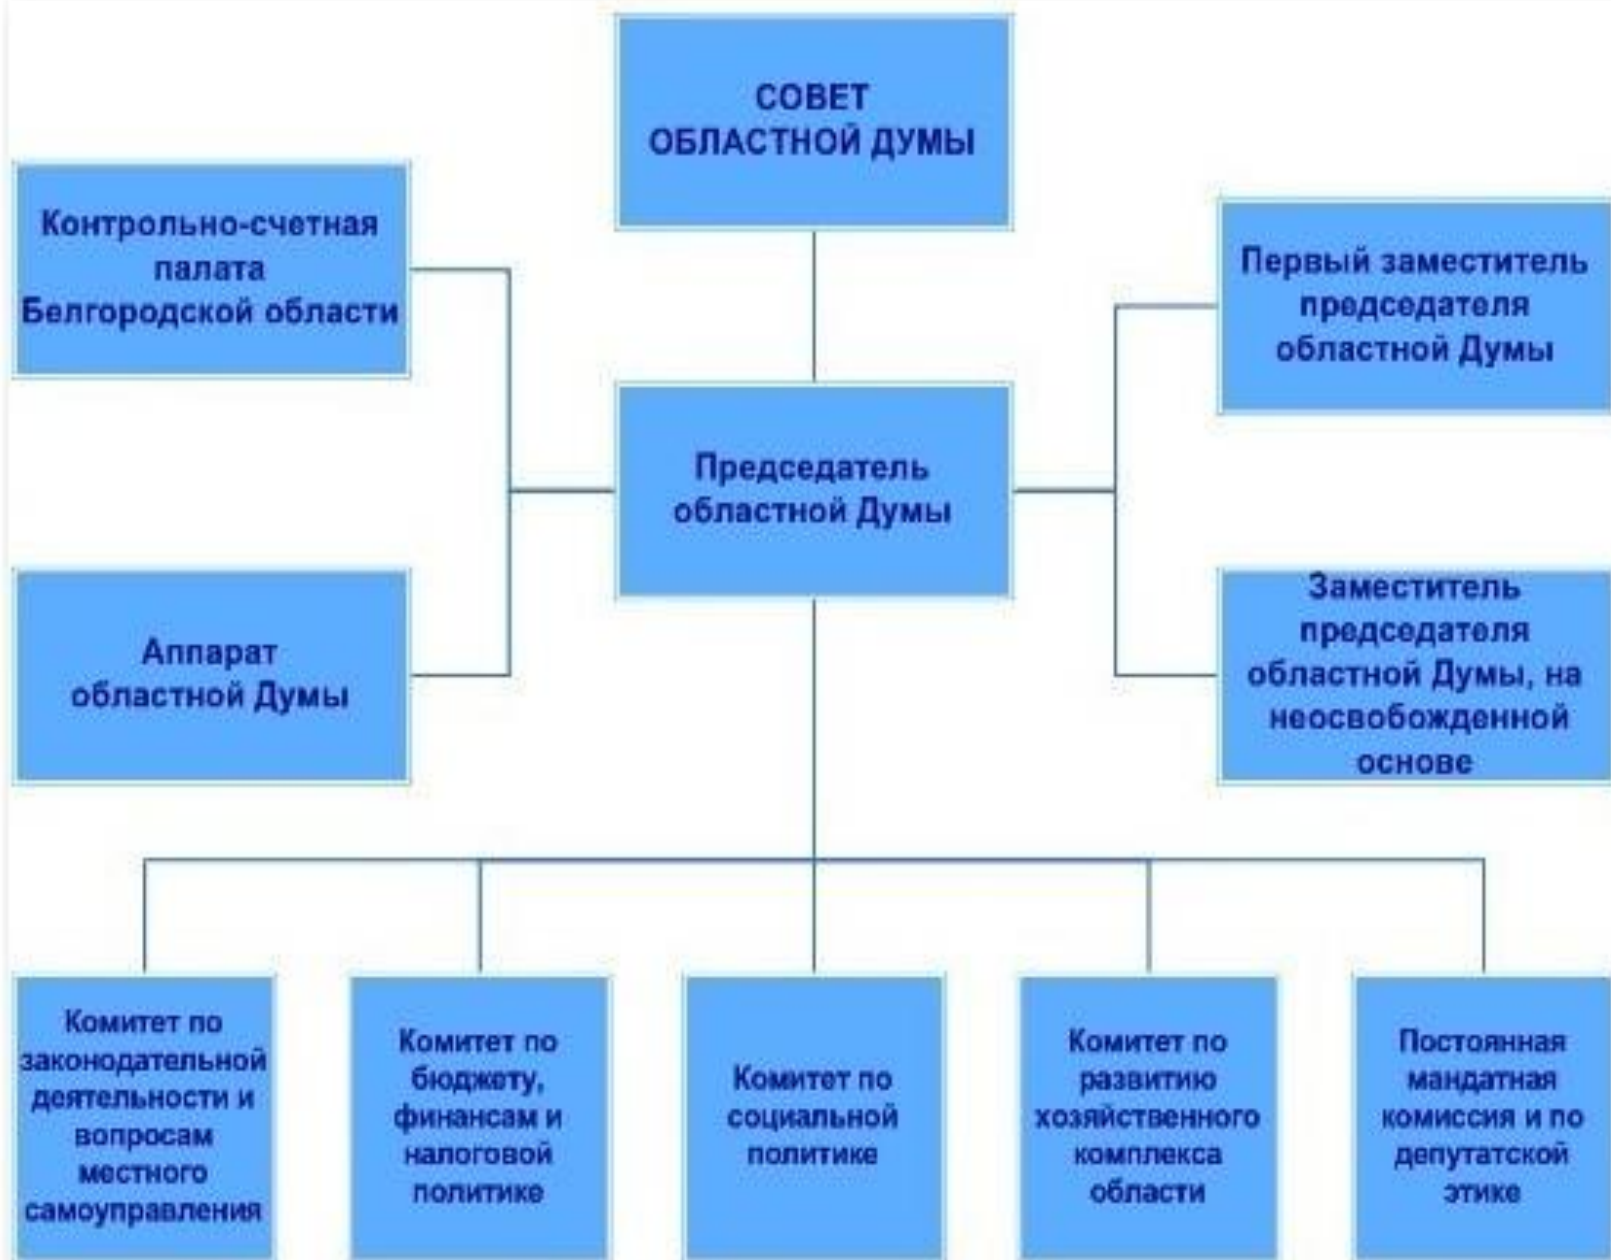 СОВЕТ
ОБЛАСТНОЙ ДУМЫ
Контрольно-счетная
палата
Белгородской области
Первый заместитель
председателя
областной Думы
Председатель
областной Думы
Аппарат
областной Думы
Заместитель
председателя
областной Думы, на
неосвобожденной
основе
Комитет по
законодательной
деятельности и
вопросам
местного
самоуправления
Комитет по
бюджету,
финансам и
налоговой
политике
Комитет по
социальной
политике
Комитет по
развитию
хозяйственного
комплекса
области
Постоянная
мандатная
комиссия и по
депутатской
этике